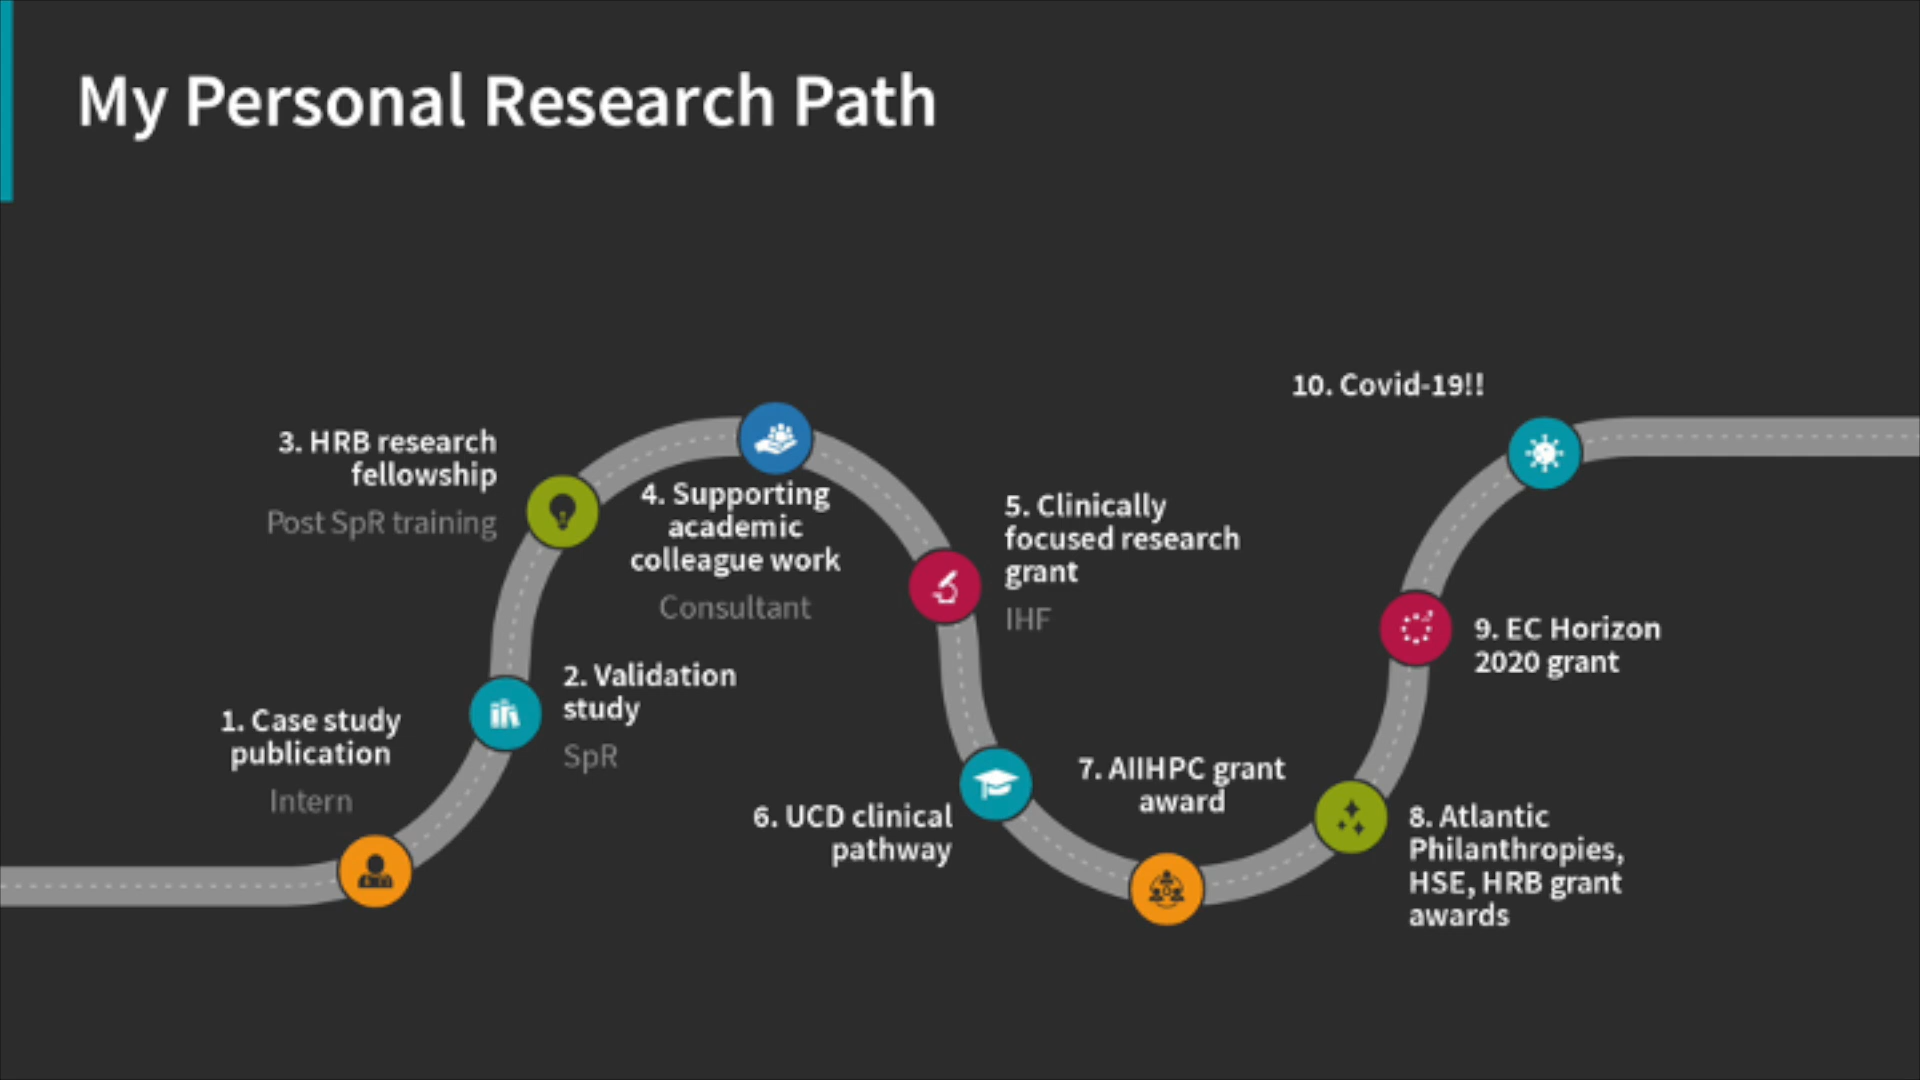 My Personal Research Path
1. Case study
publication
Intern
2. Validation
study
SpR
3. HRB research
fellowship
Post SpR training
4. Supporting
academic
colleague work
Consultant
5. Clinically
focused research
grant
IHF
6. UCD clinical
pathway
7. AIIHPC grant
award
8. Atlantic
Philanthropies,
HSE, HRB grant
awards
9. EC Horizon
2020 grant
10. Covid-19!!